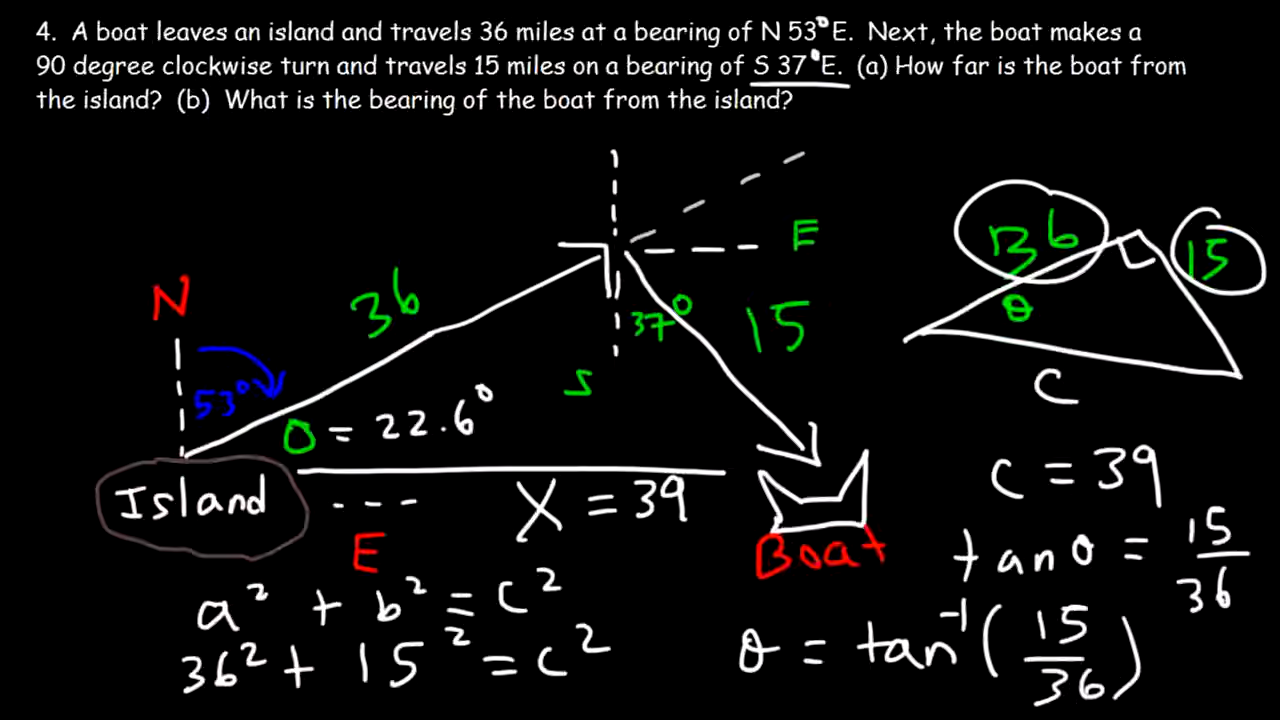 4. A boat leaves an island and travels 36 miles at a bearing of N 53°E. Next, the boat makes a
90 degree clockwise turn and travels 15 miles on a bearing of S 37°E. (a) How far is the boat from
the island? (b) What is the bearing of the boat from the island?
E
36
15
N
36
15
θ
37°
53°
S
C
θ = 22.6°
Island
X = 39
C = 39
E
Boat
tan θ = 15/36
a² + b² = c²
36² + 15² = c²
θ = tan⁻¹(15/36)